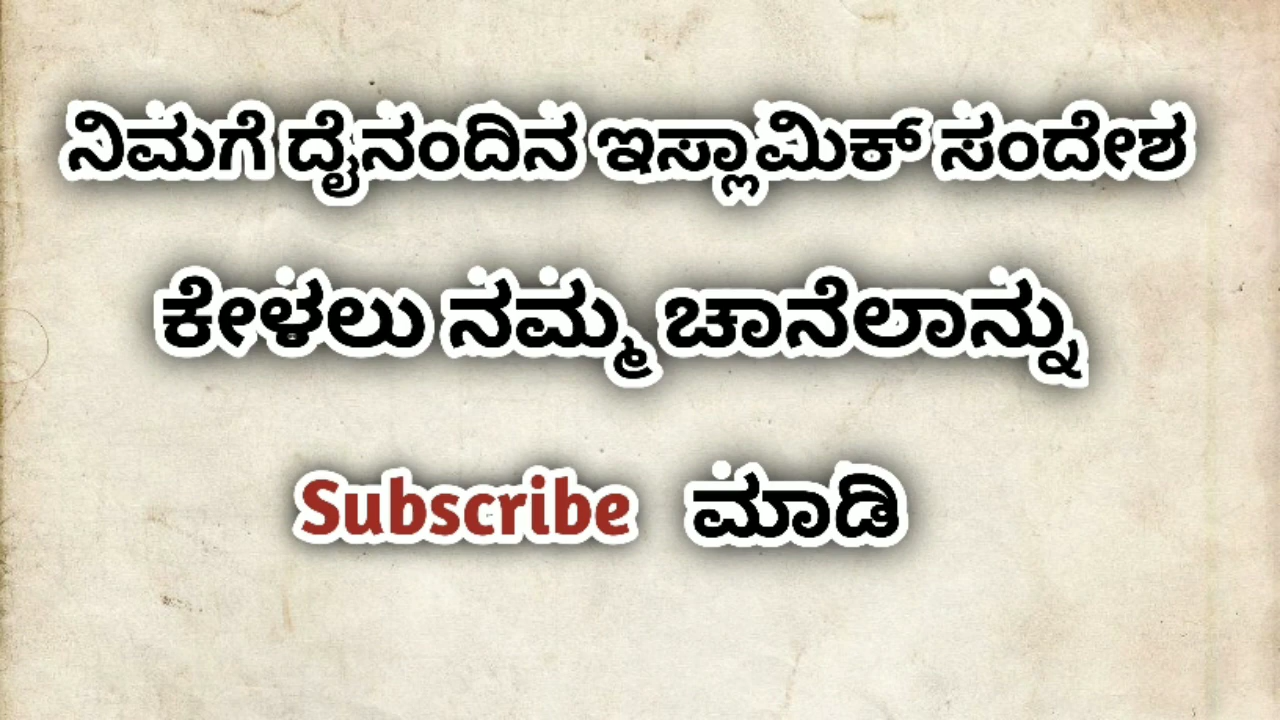 ನಿಮಗೆ ದೈನಂದಿನ ಇಸ್ಲಾಮಿಕ್ ಸಂದೇಶ
ಕೇಳಲು ನಮ್ಮ ಚಾನೆಲಾನ್ನು
Subscribe ಮಾಡಿ